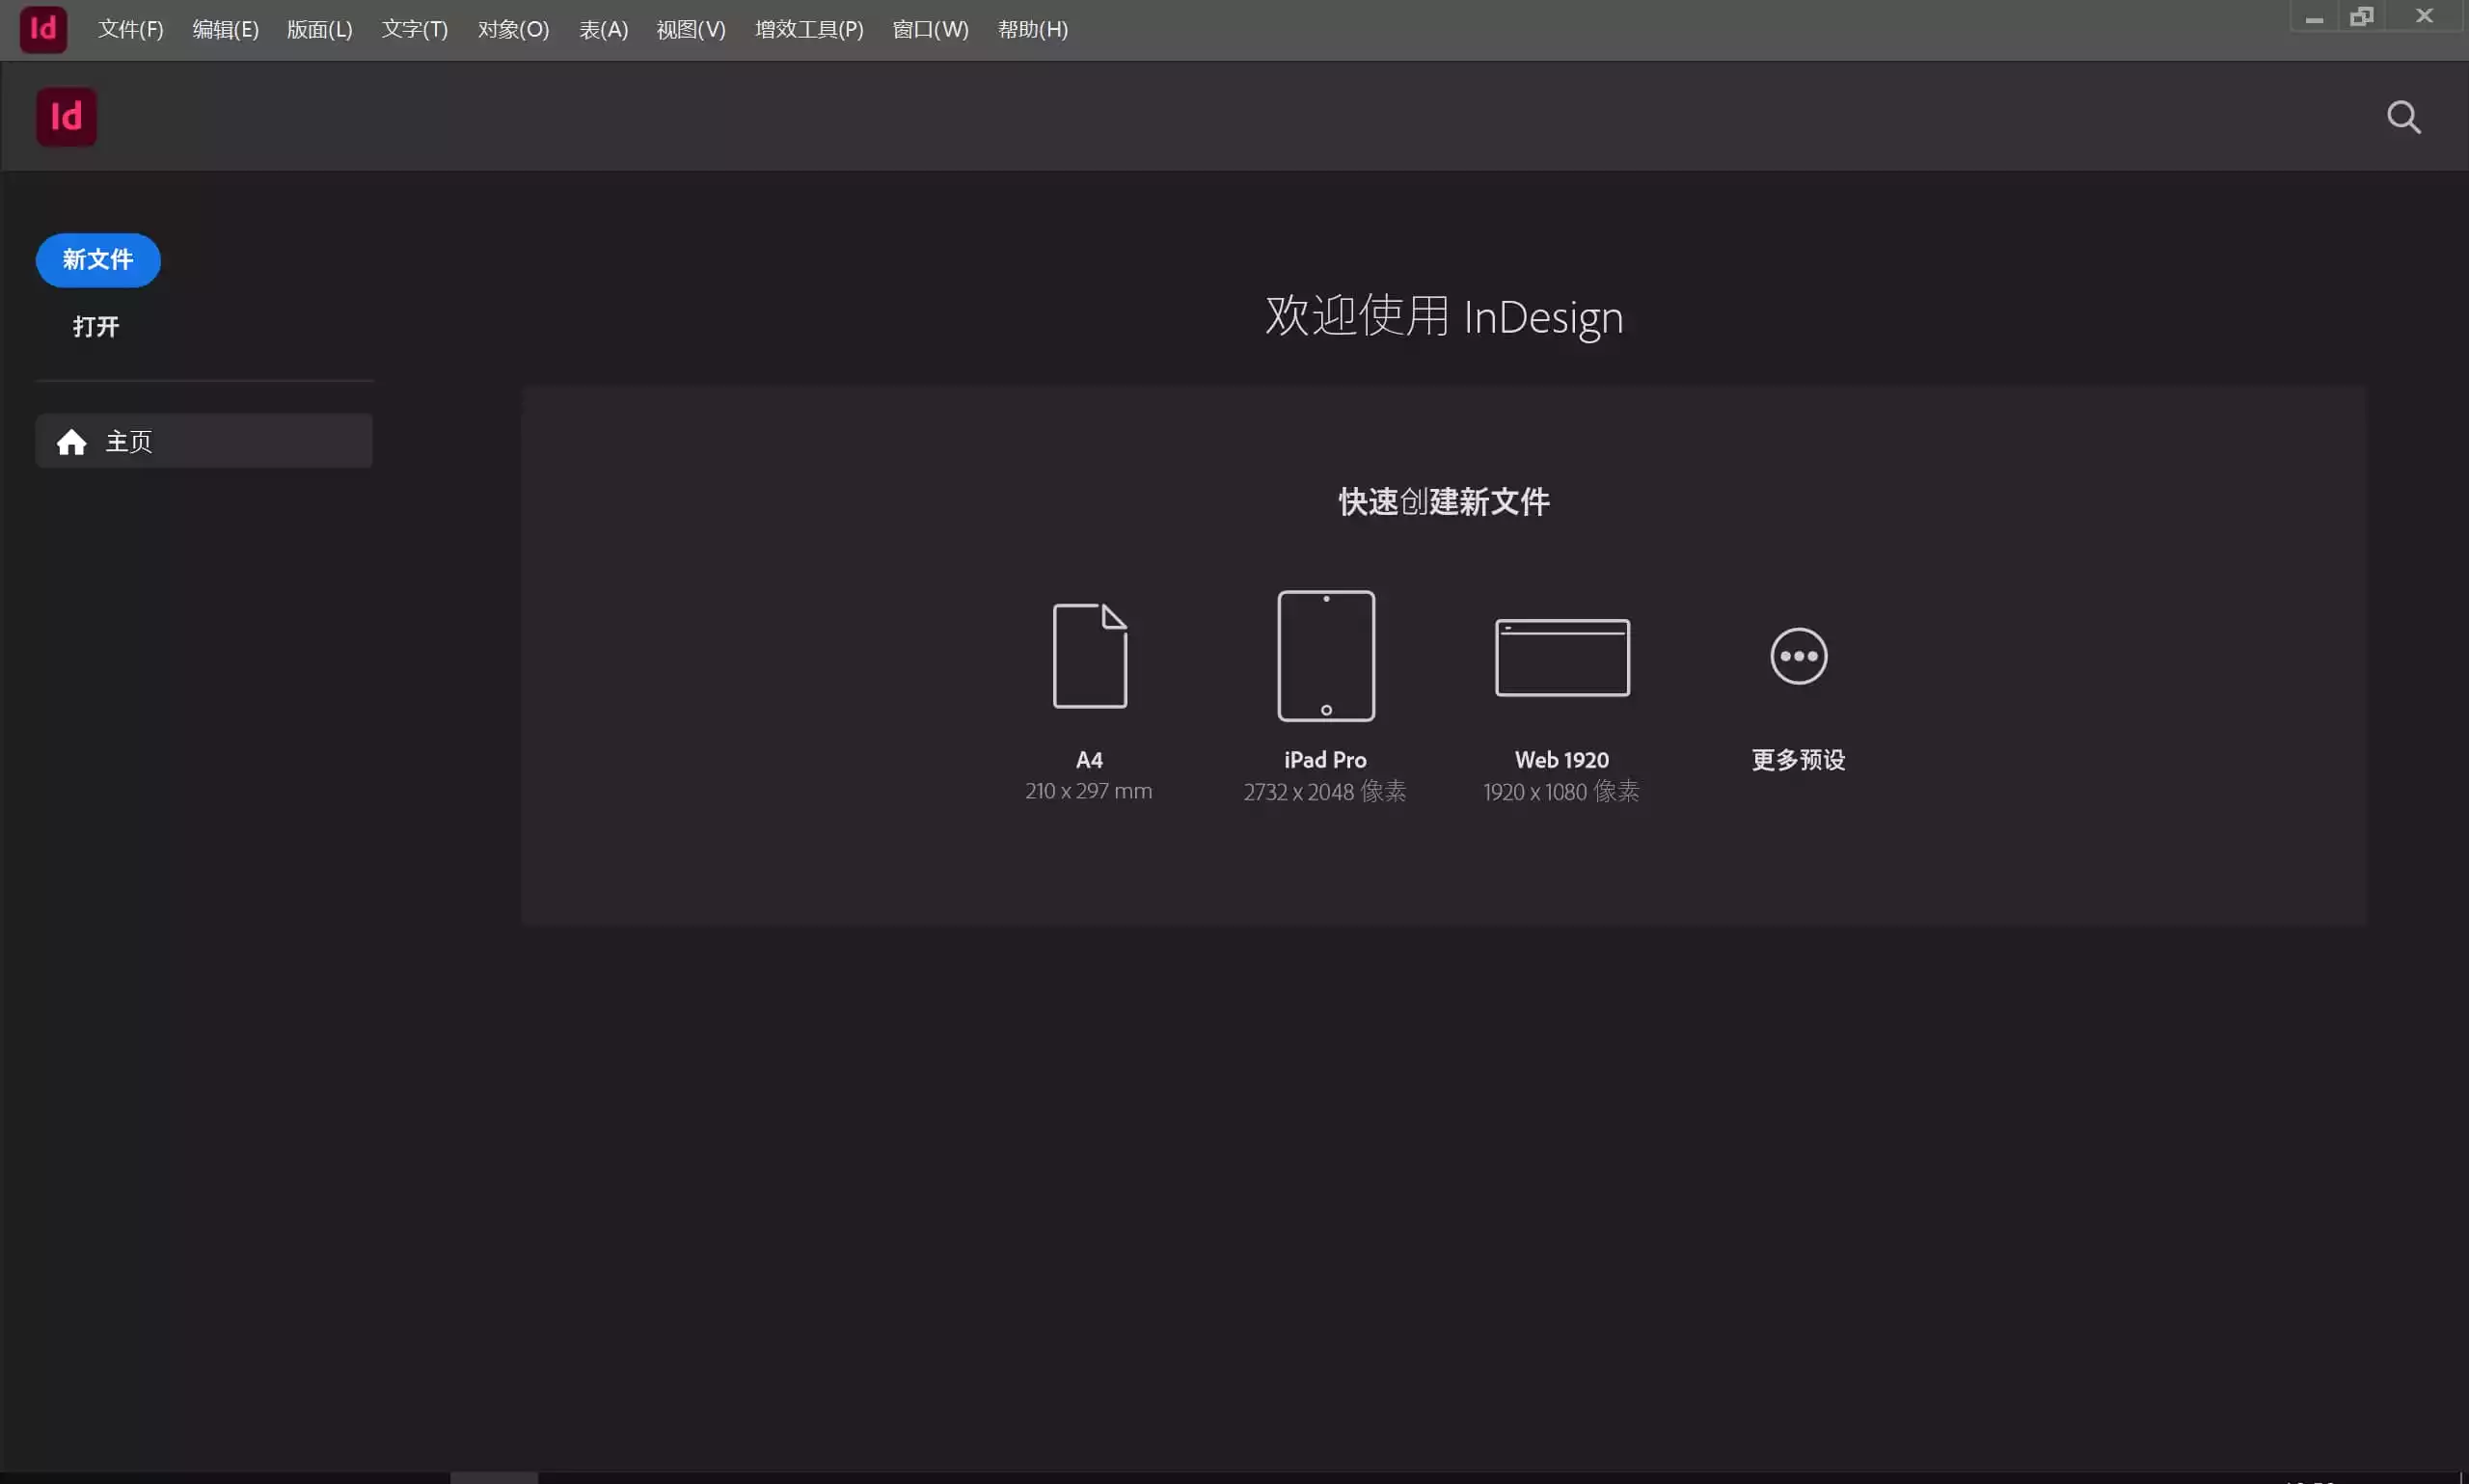 Id 文件(F) 编辑(E) 版面(L) 文字(T) 对象(O) 表(A) 视图(V) 增效工具(P) 窗口(W) 帮助(H)
Id
新文件
打开
主页
欢迎使用 InDesign
快速创建新文件
A4
210 x 297 mm
iPad Pro
2732 x 2048 像素
Web 1920
1920 x 1080 像素
更多预设